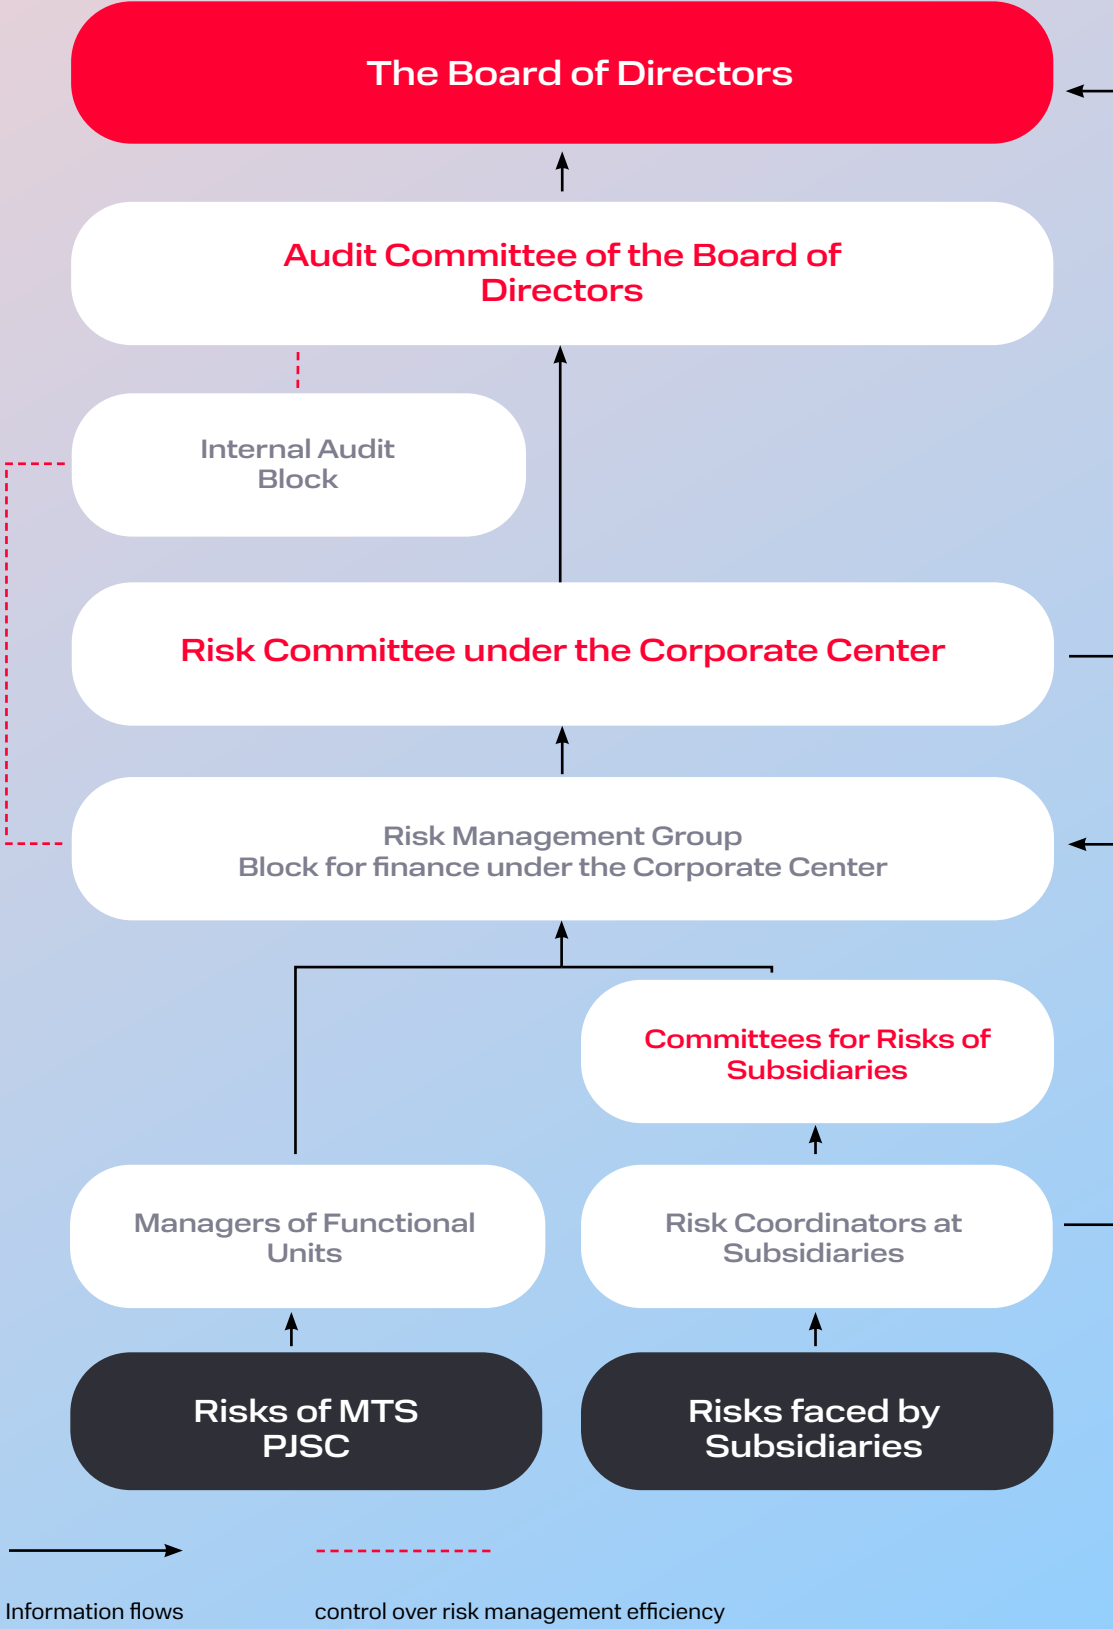 The Board of Directors
Audit Committee of the Board of
Directors
Internal Audit
Block
Risk Committee under the Corporate Center
Risk Management Group
Block for finance under the Corporate Center
Committees for Risks of
Subsidiaries
Managers of Functional
Units
Risk Coordinators at
Subsidiaries
Risks of MTS
PJSC
Risks faced by
Subsidiaries
Information flows
control over risk management efficiency